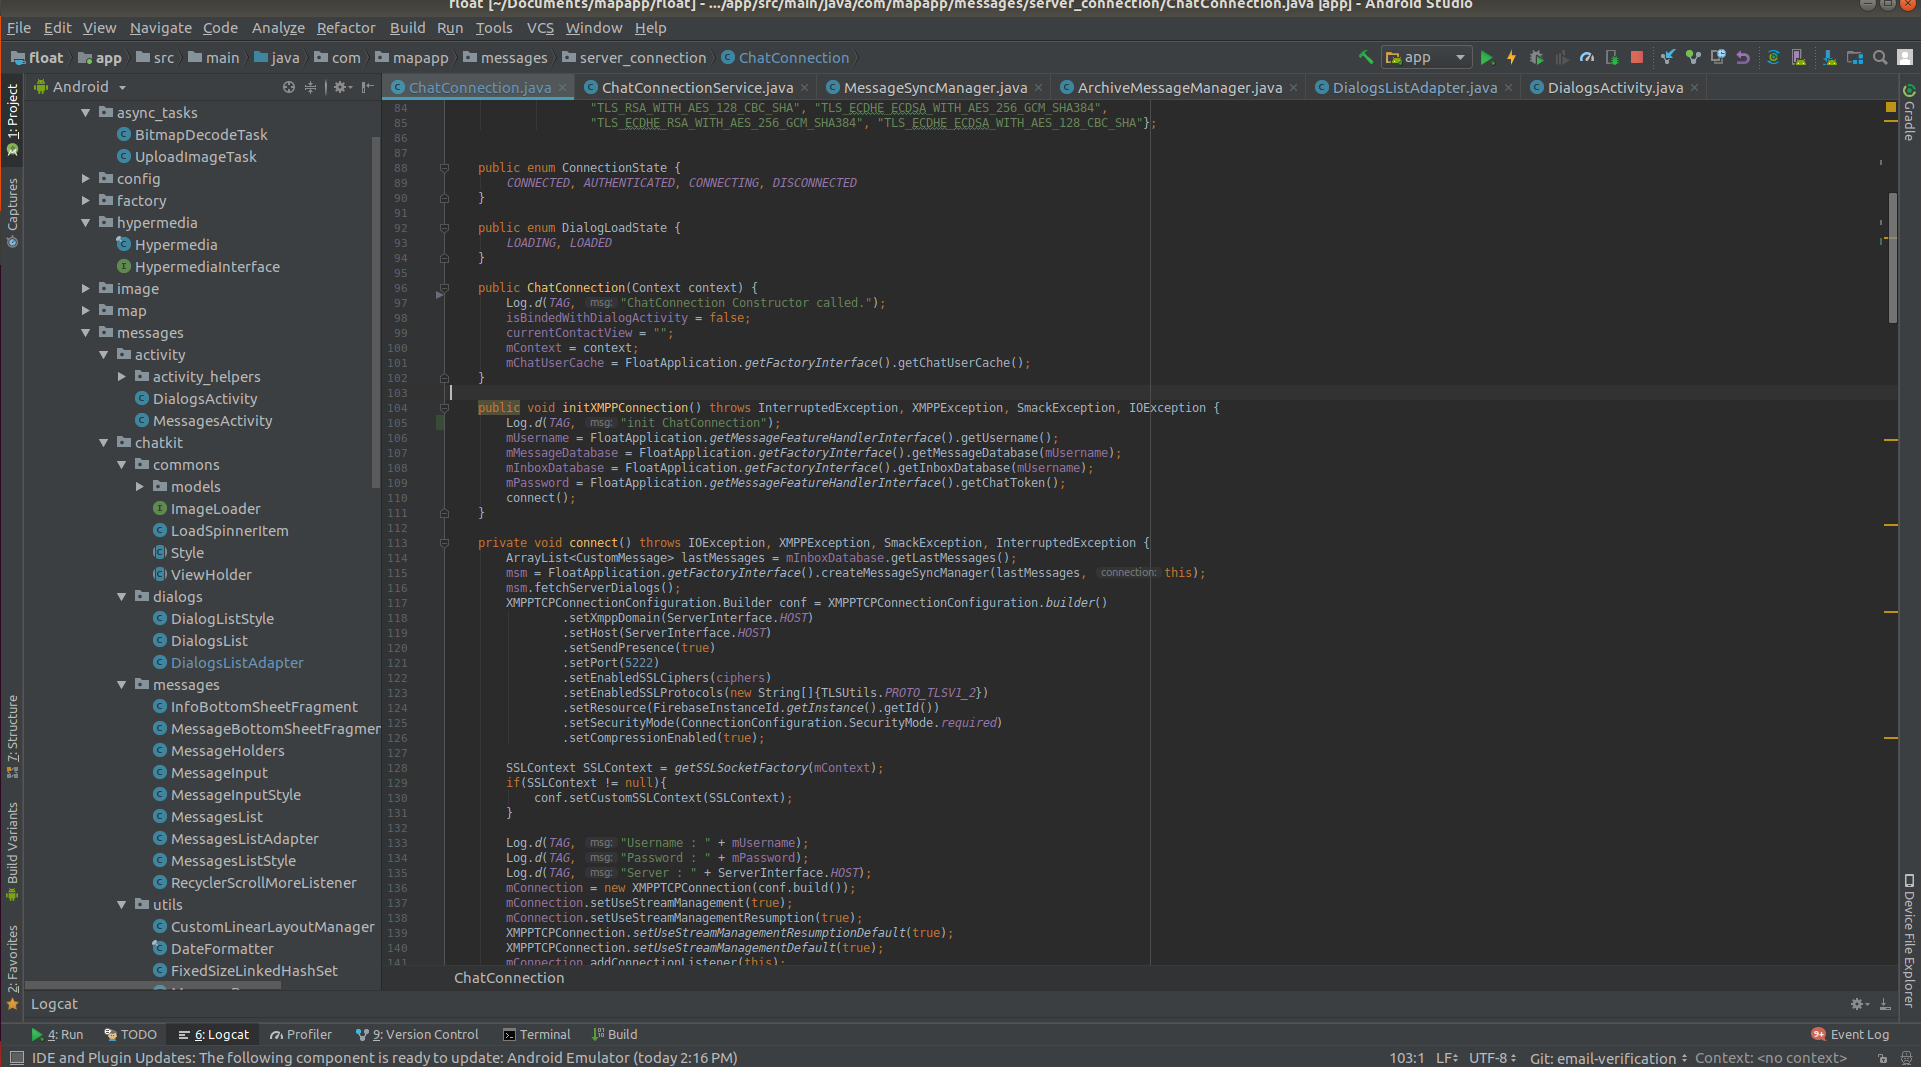 float [~/Documents/mapapp/float] - .../app/src/main/java/com/mapapp/messages/server_connection/ChatConnection.java [app] - Android Studio
File Edit View Navigate Code Analyze Refactor Build Run Tools VCS Window Help
float app src main java com mapapp messages server_connection ChatConnection
app
Android
ChatConnection.java ChatConnectionService.java MessageSyncManager.java ArchiveMessageManager.java DialogsListAdapter.java DialogsActivity.java
1: Project
Captures
7: Structure
Build Variants
2: Favorites
async_tasks
BitmapDecodeTask
UploadImageTask
config
factory
hypermedia
Hypermedia
HypermediaInterface
image
map
messages
activity
activity_helpers
DialogsActivity
MessagesActivity
chatkit
commons
models
ImageLoader
LoadSpinnerItem
Style
ViewHolder
dialogs
DialogListStyle
DialogsList
DialogsListAdapter
messages
InfoBottomSheetFragment
MessageBottomSheetFragmer
MessageHolders
MessageInput
MessageInputStyle
MessagesList
MessagesListAdapter
MessagesListStyle
RecyclerScrollMoreListener
utils
CustomLinearLayoutManager
DateFormatter
FixedSizeLinkedHashSet
84 "TLS_RSA_WITH_AES_128_CBC_SHA", "TLS_ECDHE_ECDSA_WITH_AES_256_GCM_SHA384",
85 "TLS_ECDHE_RSA_WITH_AES_256_GCM_SHA384", "TLS_ECDHE_ECDSA_WITH_AES_128_CBC_SHA"};
86
87
88 public enum ConnectionState {
89 CONNECTED, AUTHENTICATED, CONNECTING, DISCONNECTED
90 }
91
92 public enum DialogLoadState {
93 LOADING, LOADED
94 }
95
96 public ChatConnection(Context context) {
97 Log.d(TAG, msg: "ChatConnection Constructor called.");
98 isBindedWithDialogActivity = false;
99 currentContactView = "";
100 mContext = context;
101 mChatUserCache = FloatApplication.getFactoryInterface().getChatUserCache();
102 }
103
104 public void initXMPPConnection() throws InterruptedException, XMPPException, SmackException, IOException {
105 Log.d(TAG, msg: "init ChatConnection");
106 mUsername = FloatApplication.getMessageFeatureHandlerInterface().getUsername();
107 mMessageDatabase = FloatApplication.getFactoryInterface().getMessageDatabase(mUsername);
108 mInboxDatabase = FloatApplication.getFactoryInterface().getInboxDatabase(mUsername);
109 mPassword = FloatApplication.getMessageFeatureHandlerInterface().getChatToken();
110 connect();
111 }
112
113 private void connect() throws IOException, XMPPException, SmackException, InterruptedException {
114 ArrayList<CustomMessage> lastMessages = mInboxDatabase.getLastMessages();
115 msm = FloatApplication.getFactoryInterface().createMessageSyncManager(lastMessages, connection: this);
116 msm.fetchServerDialogs();
117 XMPPTCPConnectionConfiguration.Builder conf = XMPPTCPConnectionConfiguration.builder()
118 .setXmppDomain(ServerInterface.HOST)
119 .setHost(ServerInterface.HOST)
120 .setSendPresence(true)
121 .setPort(5222)
122 .setEnabledSSLCiphers(ciphers)
123 .setEnabledSSLProtocols(new String[]{TLSUtils.PROTO_TLSV1_2})
124 .setResource(FirebaseInstanceId.getInstance().getId())
125 .setSecurityMode(ConnectionConfiguration.SecurityMode.required)
126 .setCompressionEnabled(true);
127
128 SSLContext SSLContext = getSSLSocketFactory(mContext);
129 if(SSLContext != null){
130 conf.setCustomSSLContext(SSLContext);
131 }
132
133 Log.d(TAG, msg: "Username : " + mUsername);
134 Log.d(TAG, msg: "Password : " + mPassword);
135 Log.d(TAG, msg: "Server : " + ServerInterface.HOST);
136 mConnection = new XMPPTCPConnection(conf.build());
137 mConnection.setUseStreamManagement(true);
138 mConnection.setUseStreamManagementResumption(true);
139 XMPPTCPConnection.setUseStreamManagementResumptionDefault(true);
140 XMPPTCPConnection.setUseStreamManagementDefault(true);
141 mConnection.addConnectionListener(this);
ChatConnection
Gradle
Device File Explorer
Logcat
4: Run TODO 6: Logcat Profiler 9: Version Control Terminal Build 9+ Event Log
IDE and Plugin Updates: The following component is ready to update: Android Emulator (today 2:16 PM) 103:1 LF UTF-8 Git: email-verification Context: <no context>